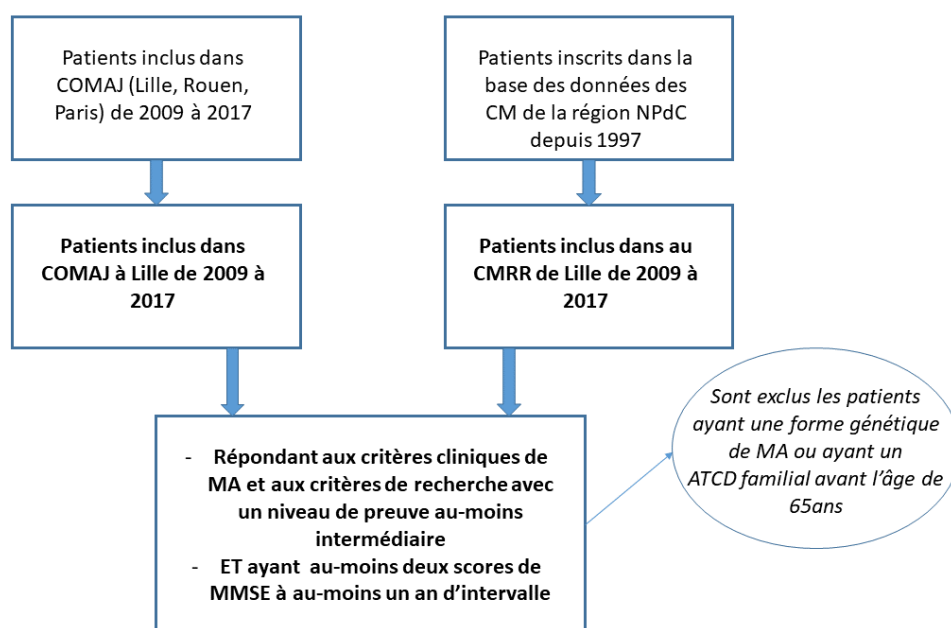 Patients inclus dans
COMAJ (Lille, Rouen,
Paris) de 2009 à 2017
Patients inscrits dans la
base des données des
CM de la région NPdC
depuis 1997
Patients inclus dans
COMAJ à Lille de 2009 à
2017
Patients inclus dans au
CMRR de Lille de 2009 à
2017
- Répondant aux critères cliniques de
MA et aux critères de recherche avec
un niveau de preuve au-moins
intermédiaire
- ET ayant au-moins deux scores de
MMSE à au-moins un an d'intervalle
Sont exclus les patients
ayant une forme génétique
de MA ou ayant un
ATCD familial avant l'âge de
65ans